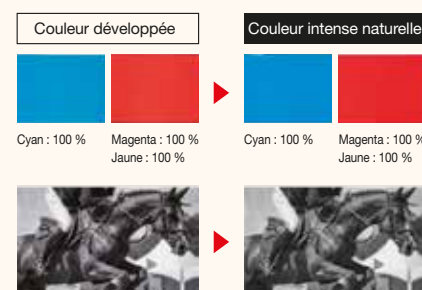 Couleur développée
Couleur intense naturelle
Cyan : 100 %
Magenta : 100 %
Jaune : 100 %
Cyan : 100 %
Magenta : 100 %
Jaune : 100 %